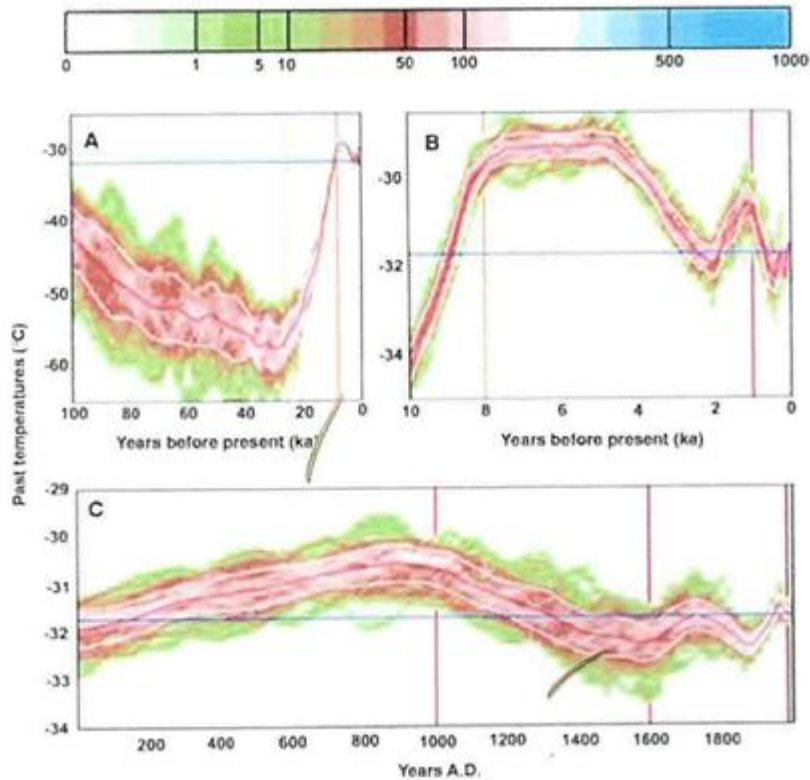 0 1 5 10 50 100 500 1000
A
B
-30
-40
-50
-60
-30
-32
-34
100 80 60 40 20 0
10 8 6 4 2 0
Years before present (ka)
Years before present (ka)
Past temperatures (°C)
C
-29
-30
-31
-32
-33
-34
200 400 600 800 1000 1200 1400 1600 1800
Years A.D.